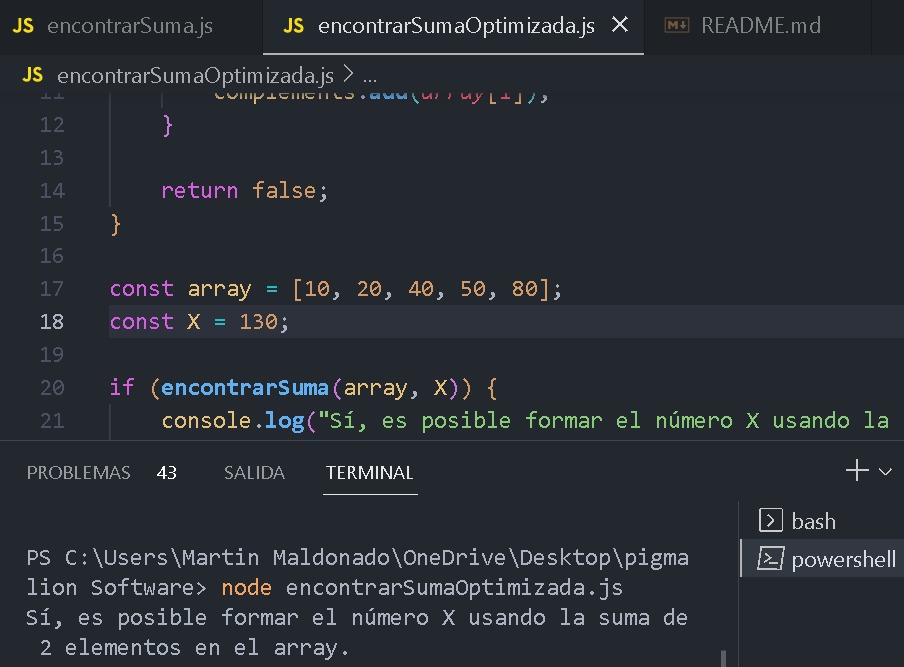 JS encontrarSuma.js
JS encontrarSumaOptimizada.js ×
README.md
JS encontrarSumaOptimizada.js > ...
11 complements.add(array[i]);
12 }
13
14 return false;
15 }
16
17 const array = [10, 20, 40, 50, 80];
18 const X = 130;
19
20 if (encontrarSuma(array, X)) {
21 console.log("Sí, es posible formar el número X usando la
PROBLEMAS 43 SALIDA TERMINAL
bash
powershell
PS C:\Users\Martin Maldonado\OneDrive\Desktop\pigma
lion Software> node encontrarSumaOptimizada.js
Sí, es posible formar el número X usando la suma de
2 elementos en el array.